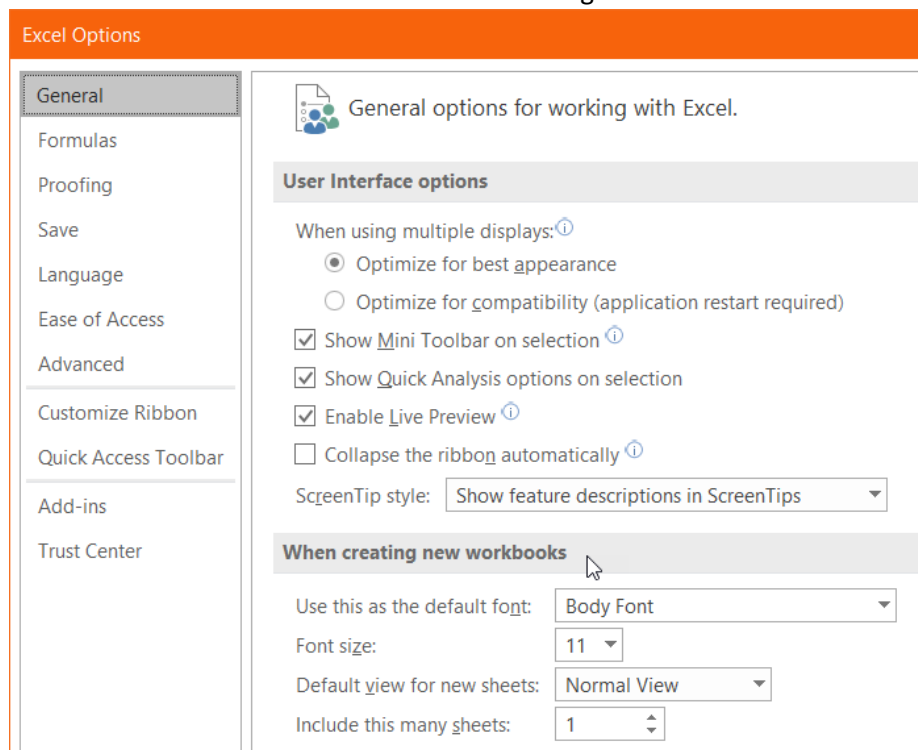 Excel Options
General
Formulas
Proofing
Save
Language
Ease of Access
Advanced
Customize Ribbon
Quick Access Toolbar
Add-ins
Trust Center
General options for working with Excel.
User Interface options
When using multiple displays:
Optimize for best appearance
Optimize for compatibility (application restart required)
Show Mini Toolbar on selection
Show Quick Analysis options on selection
Enable Live Preview
Collapse the ribbon automatically
ScreenTip style: Show feature descriptions in ScreenTips
When creating new workbooks
Use this as the default font: Body Font
Font size: 11
Default view for new sheets: Normal View
Include this many sheets: 1